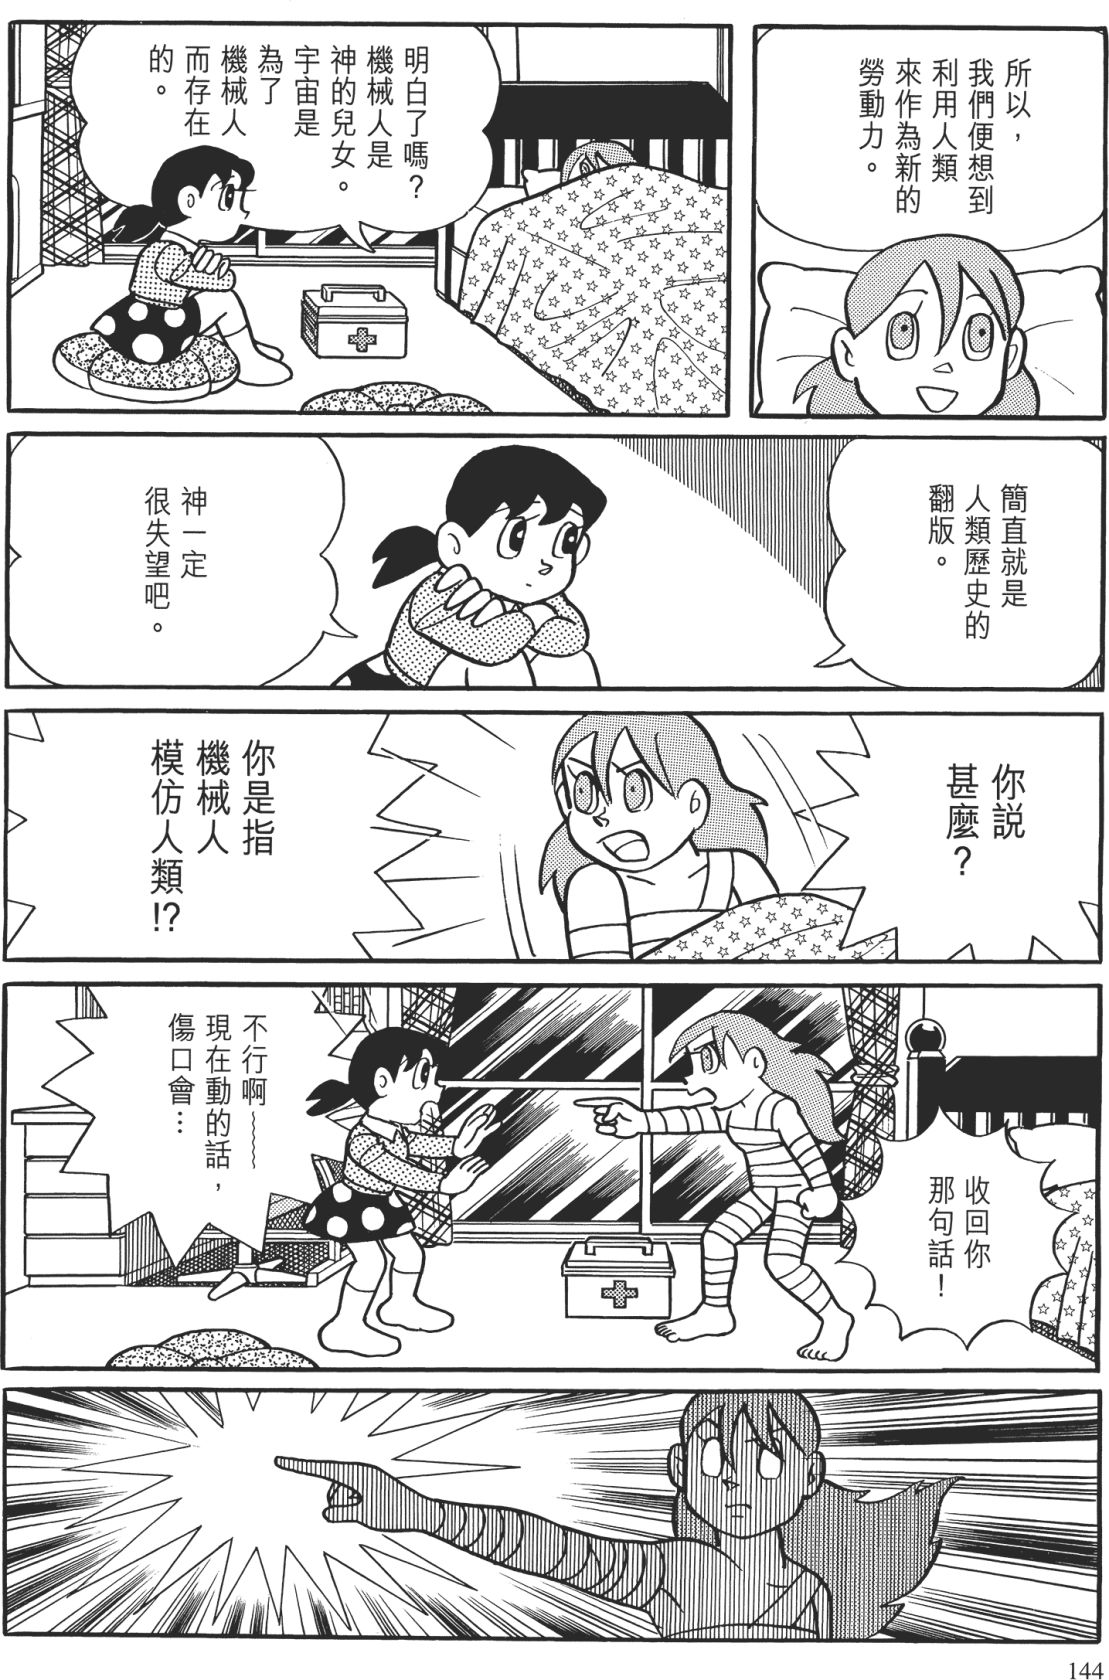 所以，
我們便想到
利用人類
來作為新的
勞動力。
明白了嗎？
機械人是
神的兒女。
宇宙是
為了
機械人
而存在
的。
簡直就是
人類歷史的
翻版。
神一定
很失望吧。
你説
甚麼？
你是指
機械人
模仿人類!?
收回你
那句話！
不行啊~~~~
現在動的話，
傷口會…
144